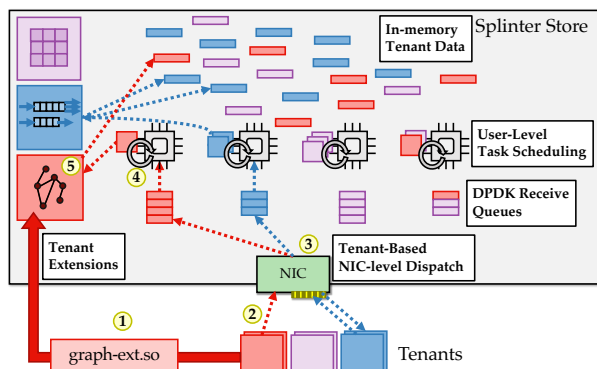 In-memory
Tenant Data
Splinter Store
User-Level
Task Scheduling
5
4
DPDK Receive
Queues
3
Tenant
Extensions
Tenant-Based
NIC-level Dispatch
NIC
1
2
graph-ext.so
Tenants